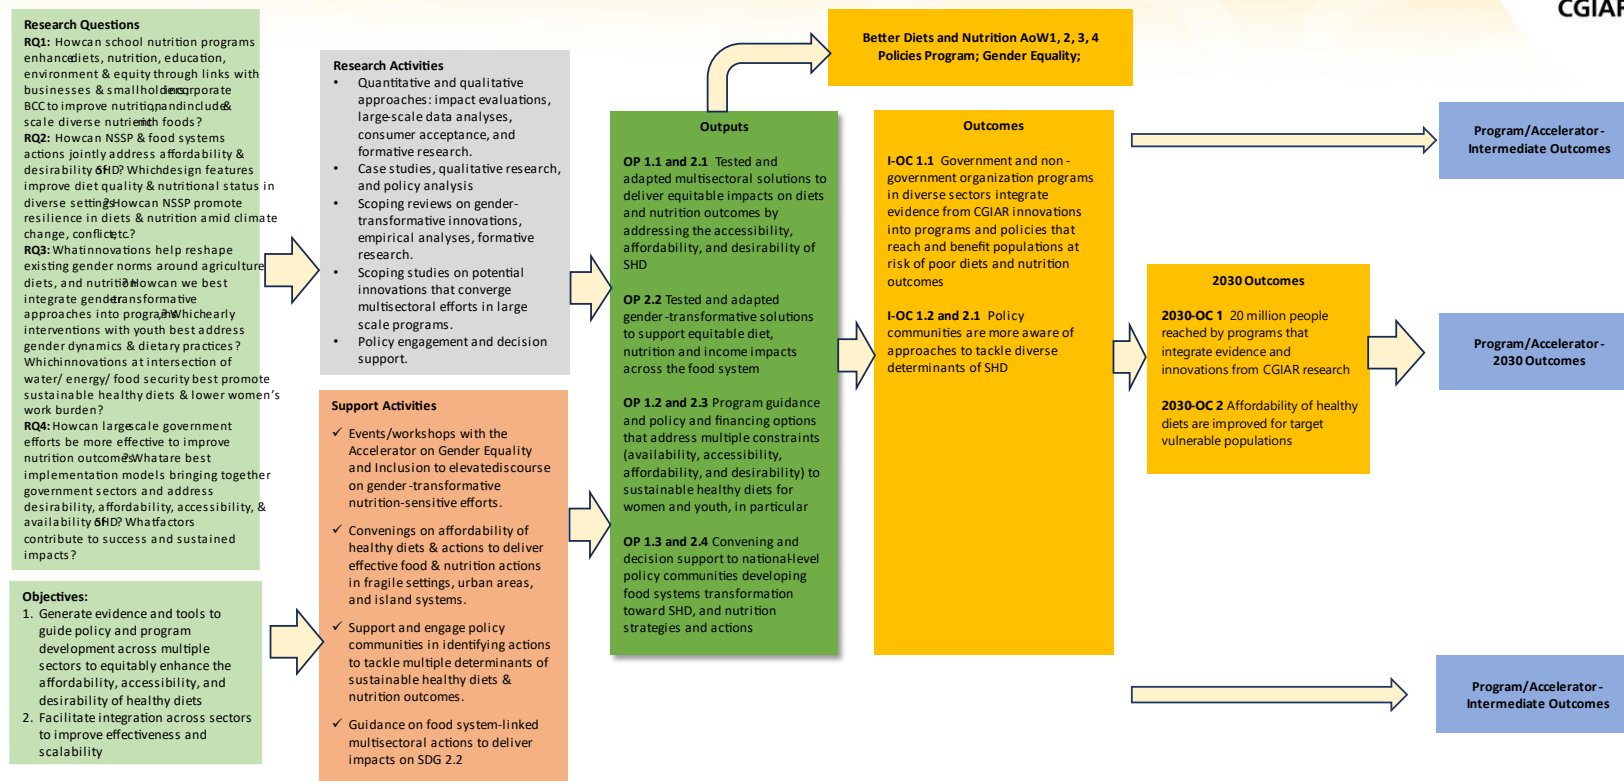 CGIAR
Research Questions
RQ1: How can school nutrition programs
enhance diets, nutrition, education,
environment & equity through links with
businesses & smallholders, incorporate
BCC to improve nutrition, and include &
scale diverse nutrient-rich foods?
RQ2: How can NSSP & food systems
actions jointly address affordability &
desirability of SHD? Which design features
improve diet quality & nutritional status in
diverse settings? How can NSSP promote
resilience in diets & nutrition amid climate
change, conflict, etc.?
RQ3: What innovations help reshape
existing gender norms around agriculture,
diets, and nutrition? How can we best
integrate gender-transformative
approaches into programs? Which early
interventions with youth best address
gender dynamics & dietary practices?
Which innovations at intersection of
water/ energy/ food security best promote
sustainable healthy diets & lower women's
work burden?
RQ4: How can large-scale government
efforts be more effective to improve
nutrition outcomes? What are best
implementation models bringing together
government sectors and address
desirability, affordability, accessibility, &
availability of SHD? What factors
contribute to success and sustained
impacts?
Objectives:
1. Generate evidence and tools to
guide policy and program
development across multiple
sectors to equitably enhance the
affordability, accessibility, and
desirability of healthy diets
2. Facilitate integration across sectors
to improve effectiveness and
scalability
Research Activities
• Quantitative and qualitative
approaches: impact evaluations,
large-scale data analyses,
consumer acceptance, and
formative research.
• Case studies, qualitative research,
and policy analysis
• Scoping reviews on gender-
transformative innovations,
empirical analyses, formative
research.
• Scoping studies on potential
innovations that converge
multisectoral efforts in large
scale programs.
• Policy engagement and decision
support.
Support Activities
✓ Events/workshops with the
Accelerator on Gender Equality
and Inclusion to elevate discourse
on gender-transformative
nutrition-sensitive efforts.
✓ Convenings on affordability of
healthy diets & actions to deliver
effective food & nutrition actions
in fragile settings, urban areas,
and island systems.
✓ Support and engage policy
communities in identifying actions
to tackle multiple determinants of
sustainable healthy diets &
nutrition outcomes.
✓ Guidance on food system-linked
multisectoral actions to deliver
impacts on SDG 2.2
Outputs
OP 1.1 and 2.1 Tested and
adapted multisectoral solutions to
deliver equitable impacts on diets
and nutrition outcomes by
addressing the accessibility,
affordability, and desirability of
SHD
OP 2.2 Tested and adapted
gender-transformative solutions
to support equitable diet,
nutrition and income impacts
across the food system
OP 1.2 and 2.3 Program guidance
and policy and financing options
that address multiple constraints
(availability, accessibility,
affordability, and desirability) to
sustainable healthy diets for
women and youth, in particular
OP 1.3 and 2.4 Convening and
decision support to national-level
policy communities developing
food systems transformation
toward SHD, and nutrition
strategies and actions
Better Diets and Nutrition AoW1, 2, 3, 4
Policies Program; Gender Equality;
Outcomes
I-OC 1.1 Government and non-
government organization programs
in diverse sectors integrate
evidence from CGIAR innovations
into programs and policies that
reach and benefit populations at
risk of poor diets and nutrition
outcomes
I-OC 1.2 and 2.1 Policy
communities are more aware of
approaches to tackle diverse
determinants of SHD
2030 Outcomes
2030-OC 1 20 million people
reached by programs that
integrate evidence and
innovations from CGIAR research
2030-OC 2 Affordability of healthy
diets are improved for target
vulnerable populations
Program/Accelerator-
Intermediate Outcomes
Program/Accelerator-
2030 Outcomes
Program/Accelerator-
Intermediate Outcomes